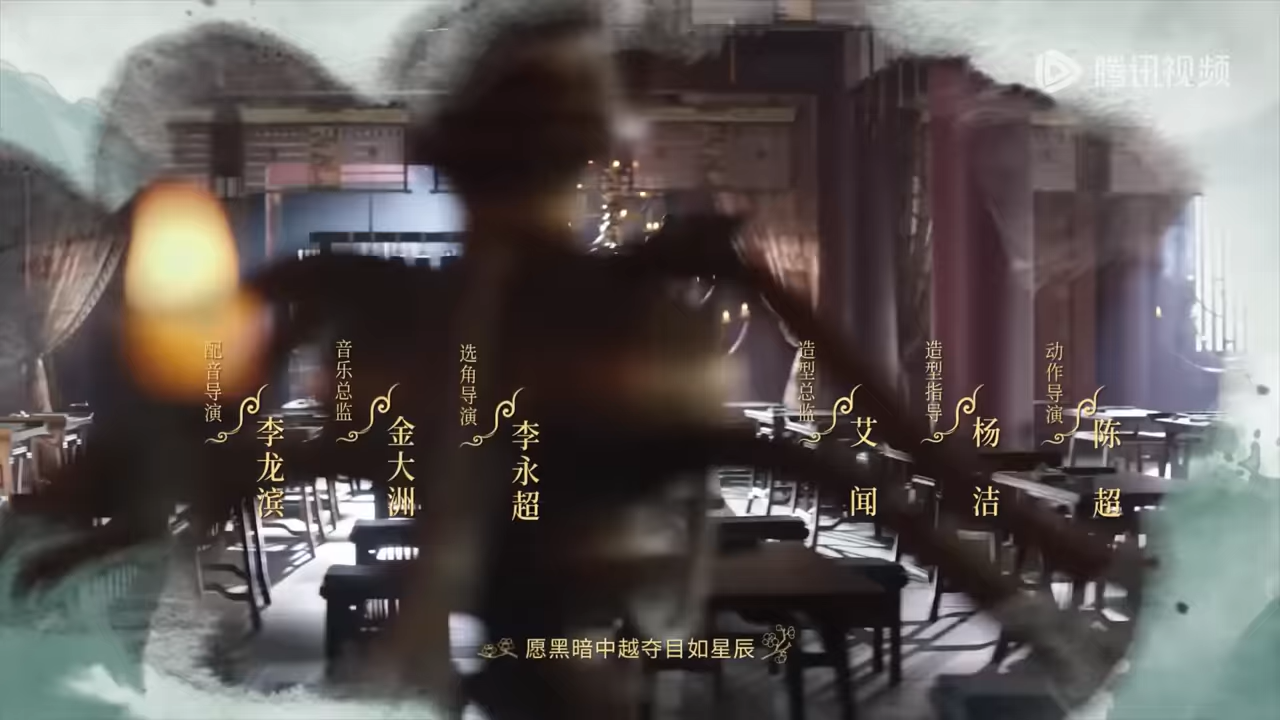 腾讯视频
配音导演
李龙滨
音乐总监
金大洲
选角导演
李永超
造型总监
艾闻
造型指导
杨洁
动作导演
陈超
愿黑暗中越夺目如星辰